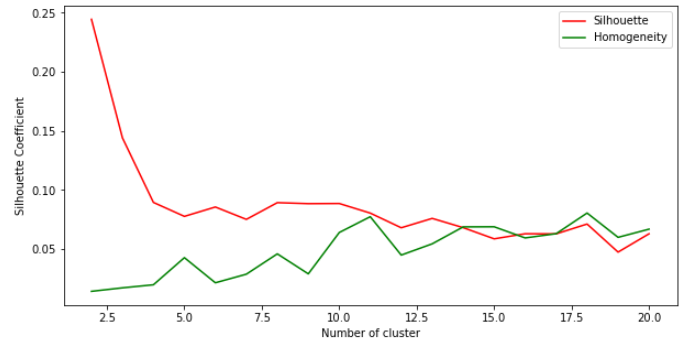 0.25
0.20
0.15
0.10
0.05
Silhouette Coefficient
Silhouette
Homogeneity
2.5 5.0 7.5 10.0 12.5 15.0 17.5 20.0
Number of cluster